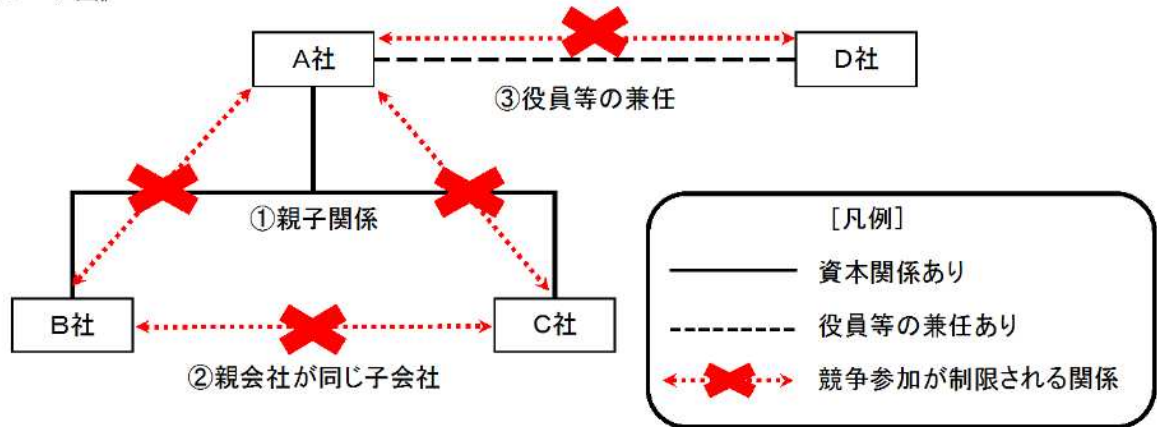 A社
D社
③役員等の兼任
①親子関係
B社
C社
②親会社が同じ子会社
［凡例］
資本関係あり
役員等の兼任あり
競争参加が制限される関係